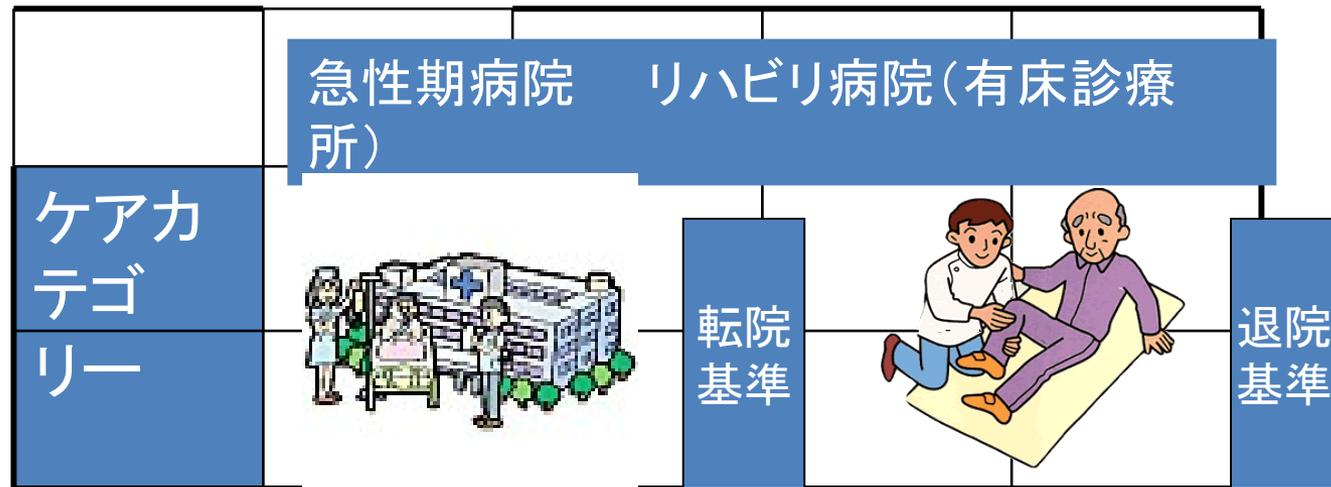 急性期病院　リハビリ病院（有床診療
所）
ケアカ
テゴ
リー
転院
基準
退院
基準